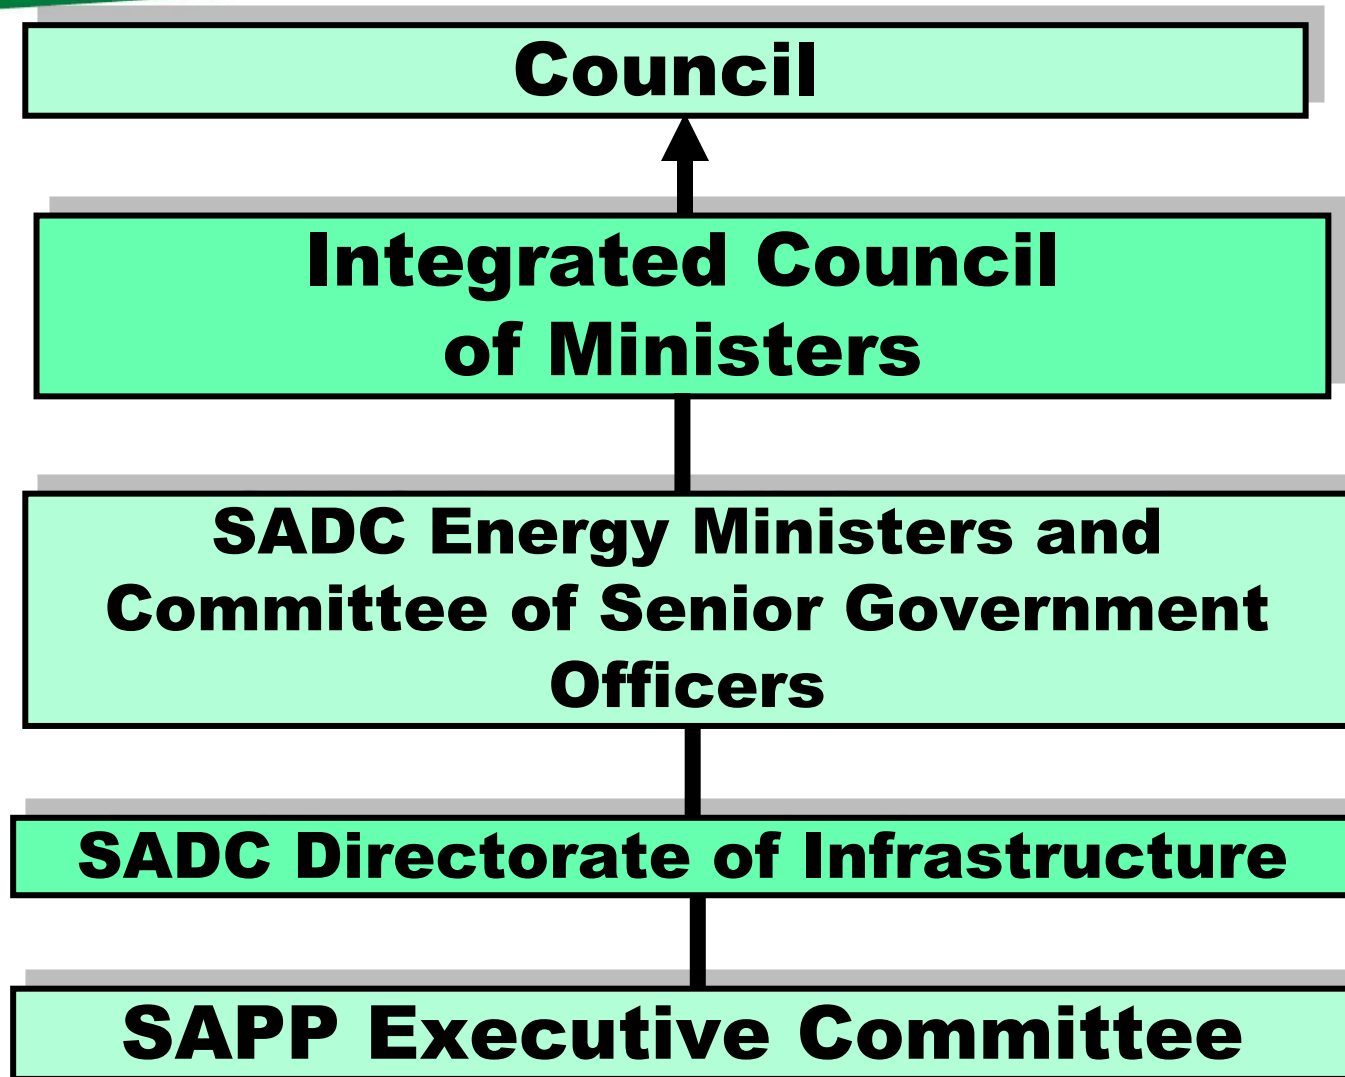 Council
Integrated Council
of Ministers
SADC Energy Ministers and
Committee of Senior Government
Officers
SADC Directorate of Infrastructure
SAPP Executive Committee